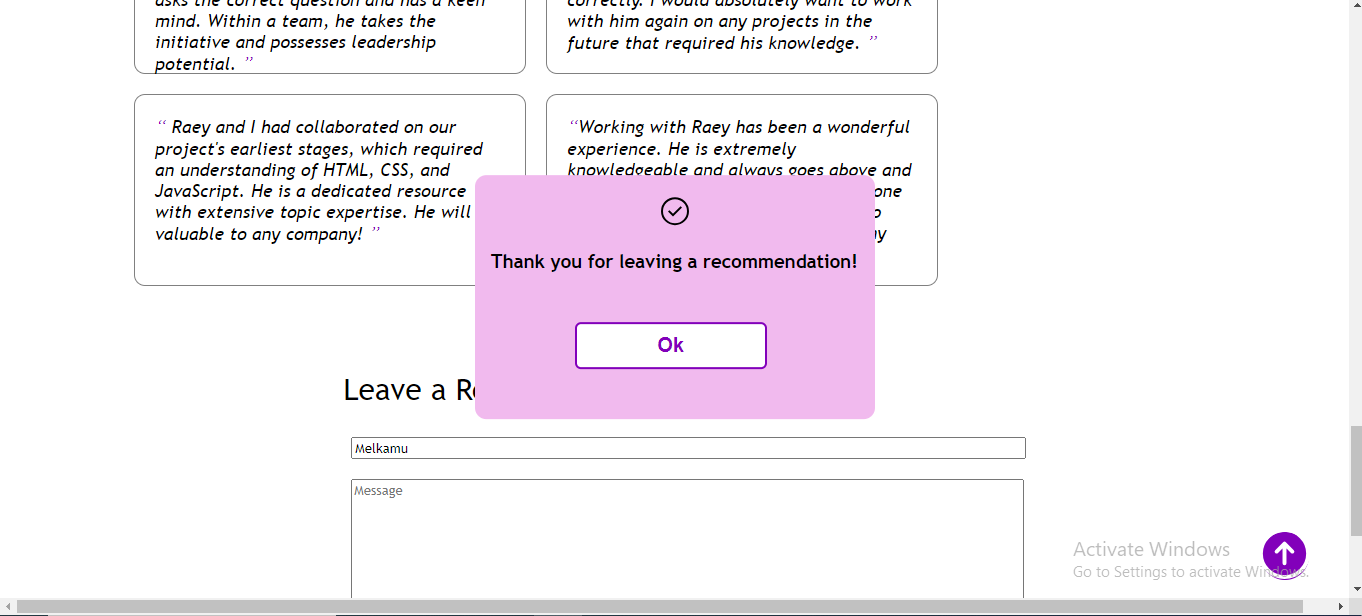 asks the correct question and has a keen
mind. Within a team, he takes the
initiative and possesses leadership
potential. ”
correctly. I would absolutely want to work
with him again on any projects in the
future that required his knowledge. ”
“ Raey and I had collaborated on our
project's earliest stages, which required
an understanding of HTML, CSS, and
JavaScript. He is a dedicated resource
with extensive topic expertise. He will
valuable to any company! ”
“Working with Raey has been a wonderful
experience. He is extremely
knowledgeable and always goes above and
one
Thank you for leaving a recommendation!
Ok
Leave a
Melkamu
Message
Activate Windows
Go to Settings to activate Windows.